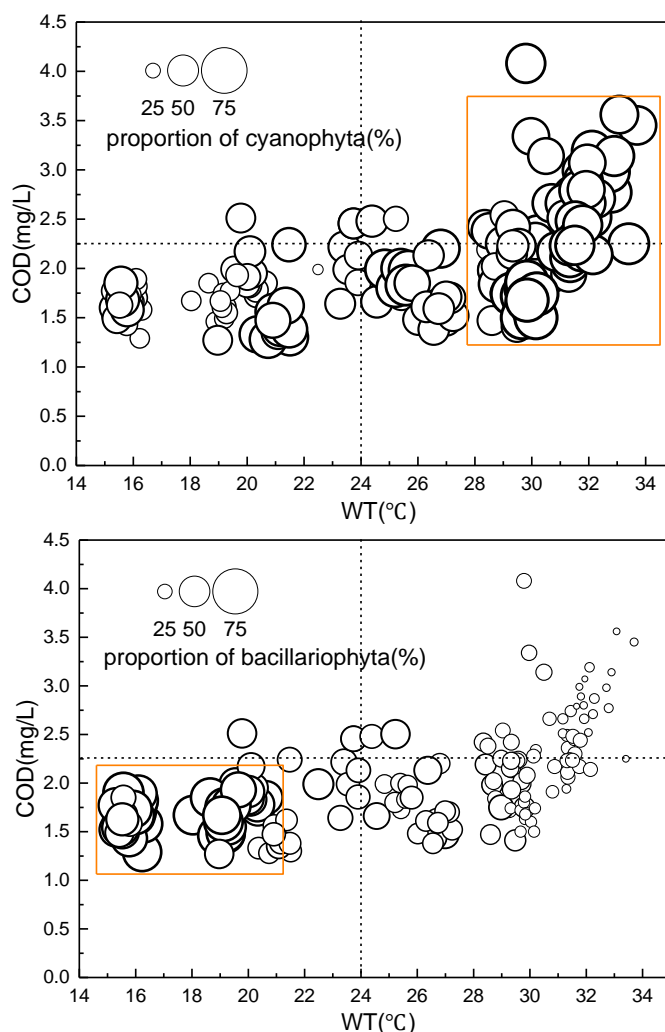 4.5
4.0
3.5
3.0
2.5
2.0
1.5
1.0
0.5
0.0
COD(mg/L)
25 50 75
proportion of cyanophyta(%)
14 16 18 20 22 24 26 28 30 32 34
WT(℃)
4.5
4.0
3.5
3.0
2.5
2.0
1.5
1.0
0.5
0.0
COD(mg/L)
25 50 75
proportion of bacillariophyta(%)
14 16 18 20 22 24 26 28 30 32 34
WT(℃)